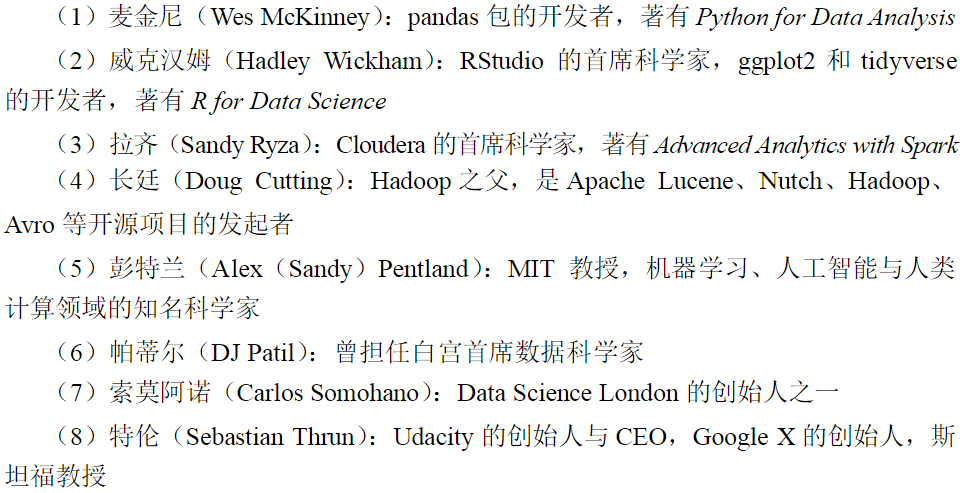 （1）麦金尼（Wes McKinney）：pandas 包的开发者，著有 Python for Data Analysis
（2）威克汉姆（Hadley Wickham）：RStudio 的首席科学家，ggplot2 和 tidyverse
的开发者，著有 R for Data Science
（3）拉齐（Sandy Ryza）：Cloudera 的首席科学家，著有 Advanced Analytics with Spark
（4）长廷（Doug Cutting）：Hadoop 之父，是 Apache Lucene、Nutch、Hadoop、
Avro 等开源项目的发起者
（5）彭特兰（Alex（Sandy）Pentland）：MIT 教授，机器学习、人工智能与人类
计算领域的知名科学家
（6）帕蒂尔（DJ Patil）：曾担任白宫首席数据科学家
（7）索莫阿诺（Carlos Somohano）：Data Science London 的创始人之一
（8）特伦（Sebastian Thrun）：Udacity 的创始人与 CEO，Google X 的创始人，斯
坦福教授